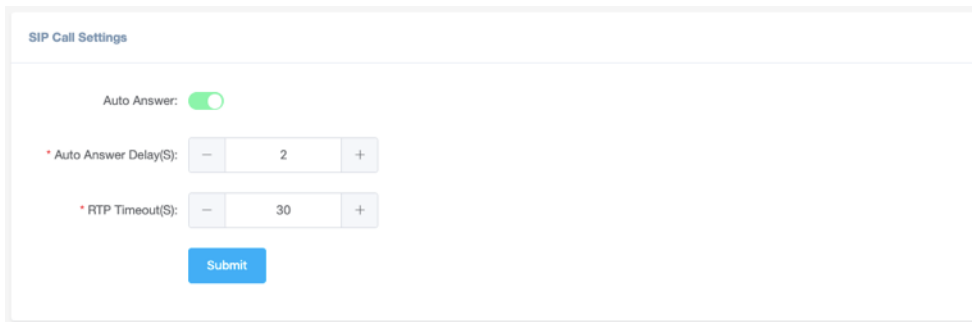 SIP Call Settings
Auto Answer:
* Auto Answer Delay(S): − 2 +
* RTP Timeout(S): − 30 +
Submit